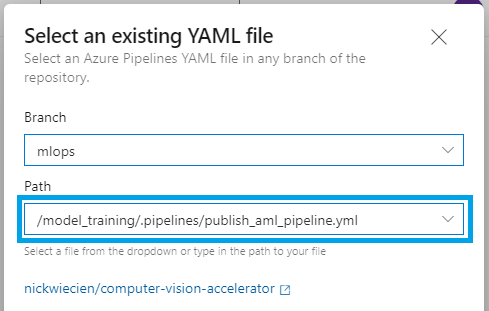 Select an existing YAML file
Select an Azure Pipelines YAML file in any branch of the
repository.
Branch
mlops
Path
/model_training/.pipelines/publish_aml_pipeline.yml
Select a file from the dropdown or type in the path to your file
nickwiecien/computer-vision-accelerator